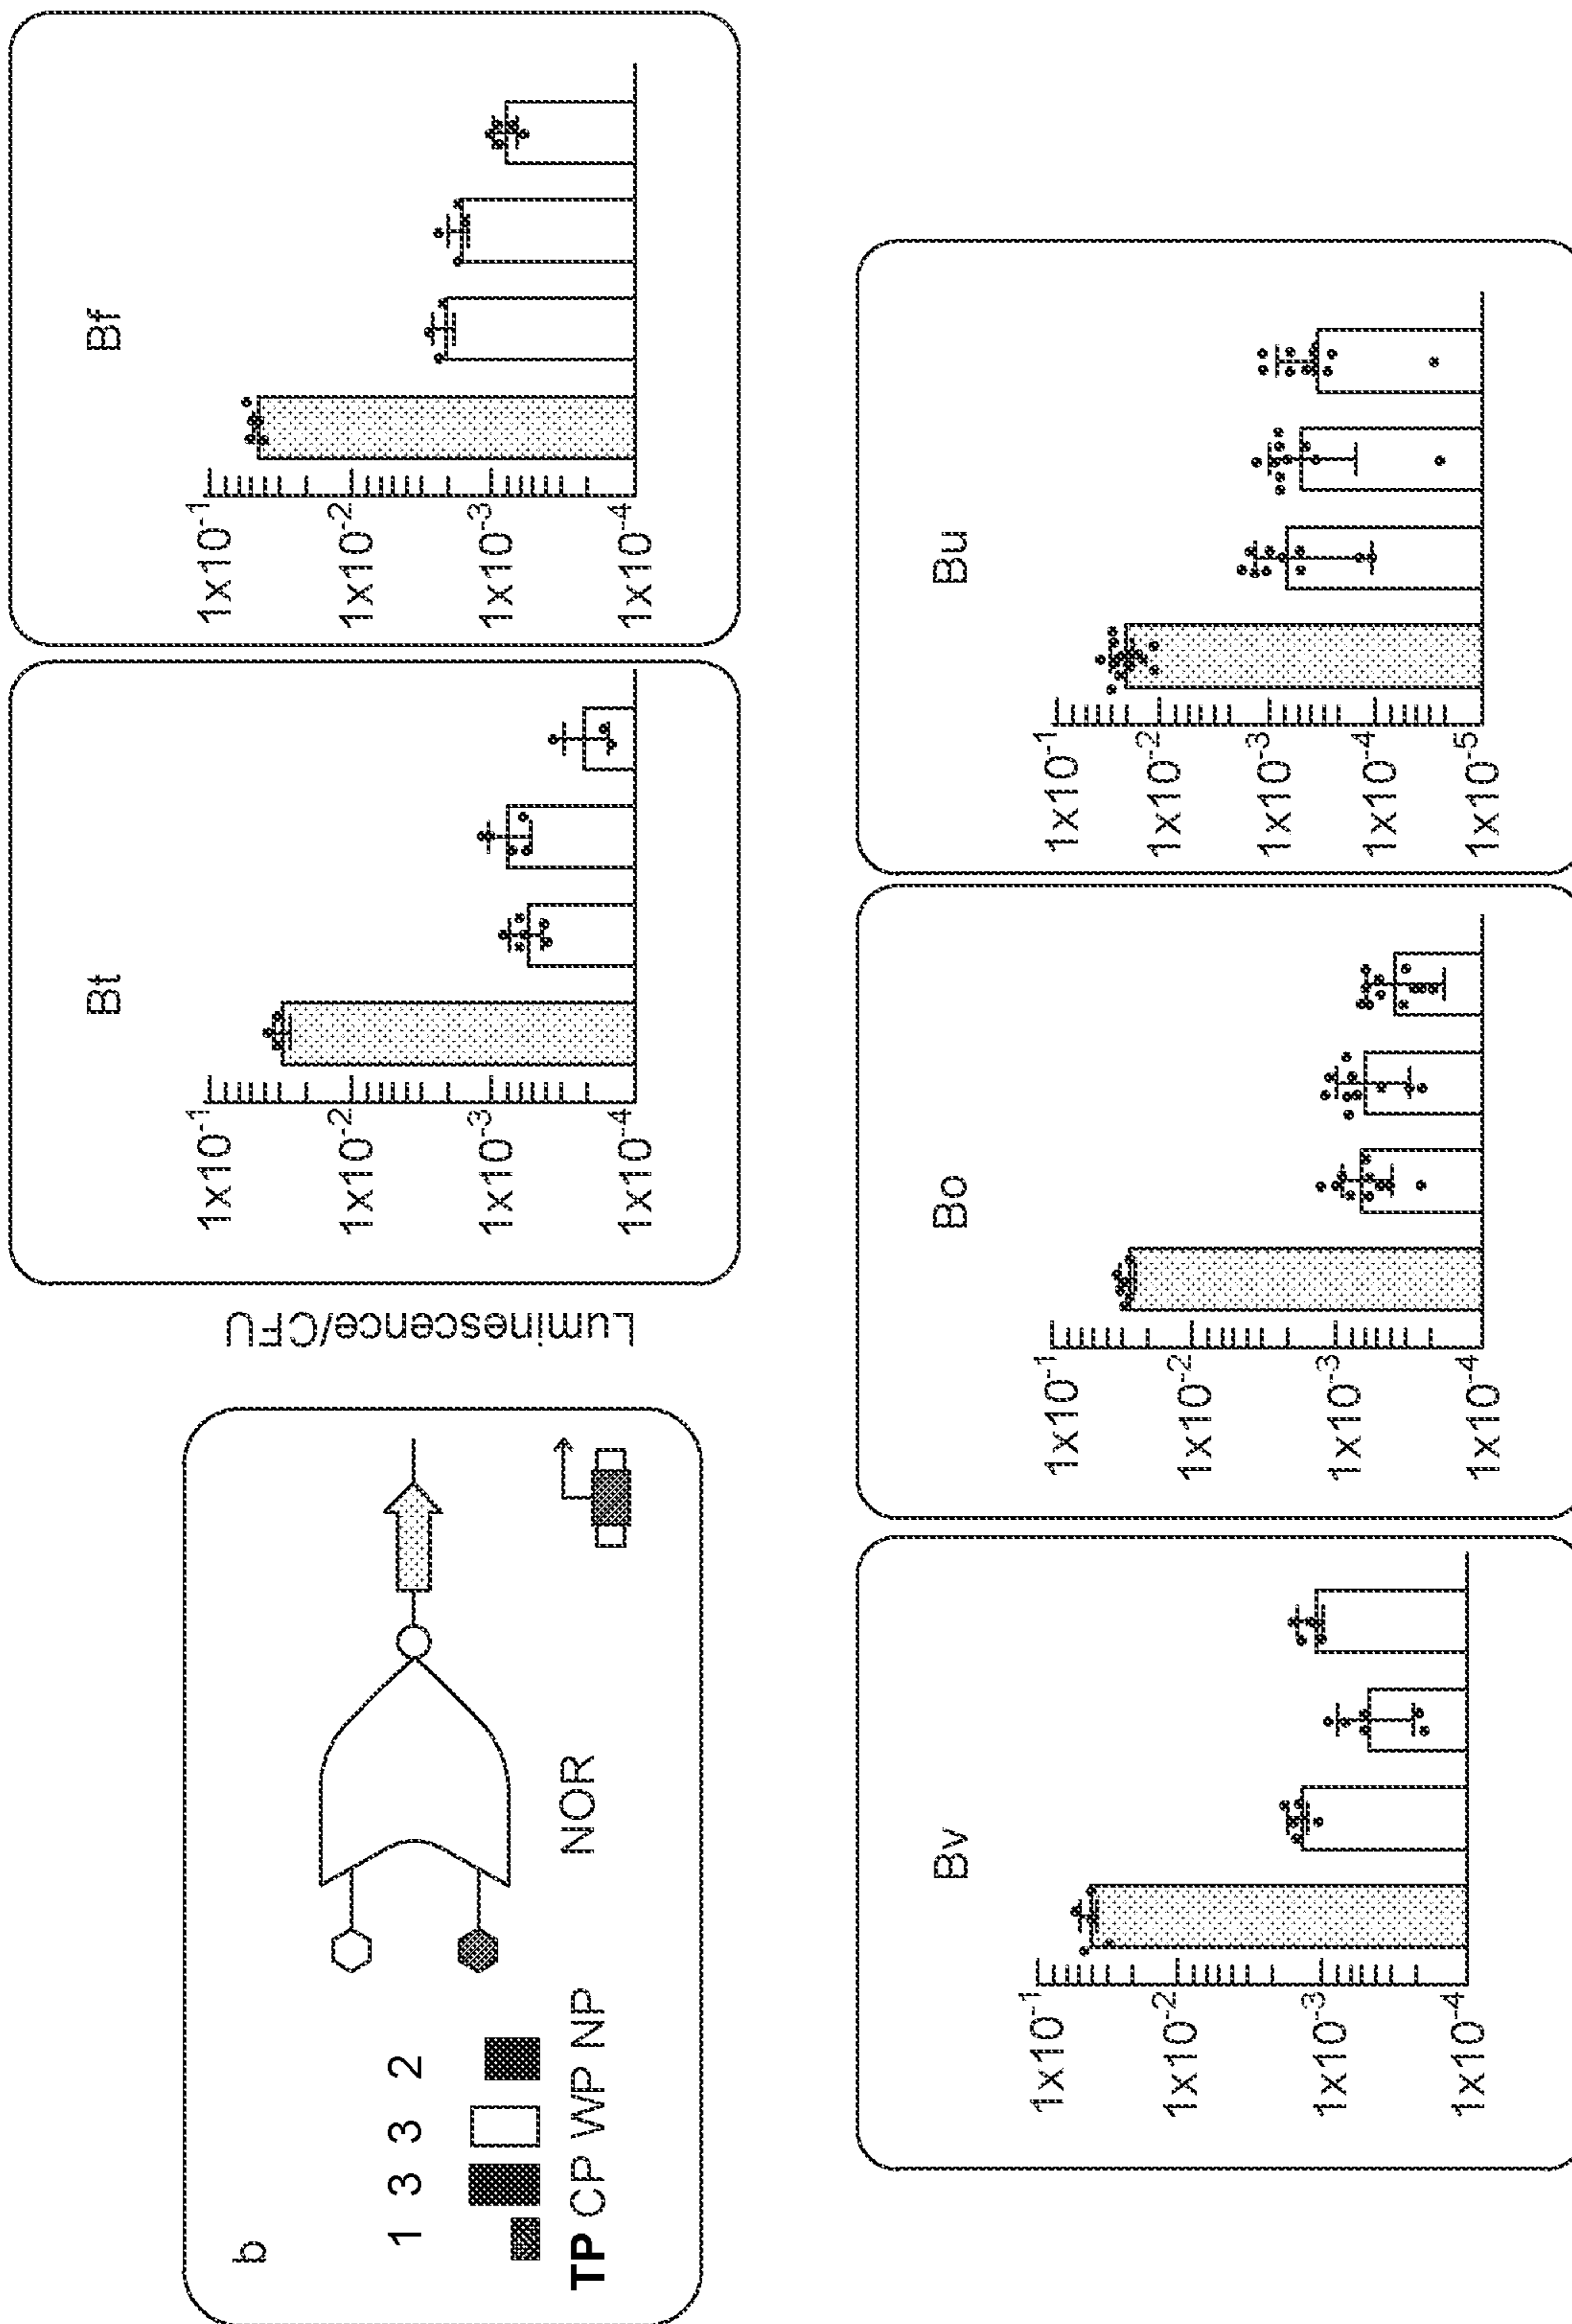 b
1 3 3 2
TP CP WP NP
NOR
Luminescence/CFU
Bt
1x10⁻¹
1x10⁻²
1x10⁻³
1x10⁻⁴
Bf
1x10⁻¹
1x10⁻²
1x10⁻³
1x10⁻⁴
Bv
1x10⁻¹
1x10⁻²
1x10⁻³
1x10⁻⁴
Bo
1x10⁻¹
1x10⁻²
1x10⁻³
1x10⁻⁴
Bu
1x10⁻¹
1x10⁻²
1x10⁻³
1x10⁻⁴
1x10⁻⁵